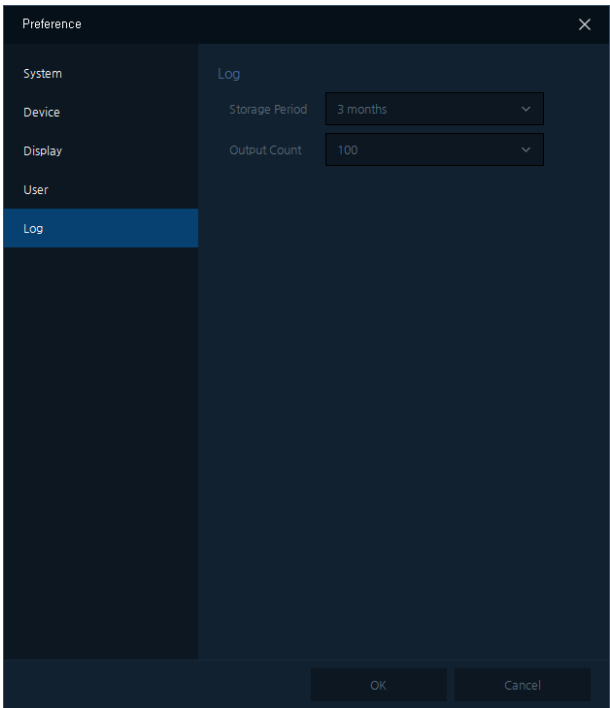 Preference
System
Device
Display
User
Log
Log
Storage Period 3 months
Output Count 100
OK Cancel